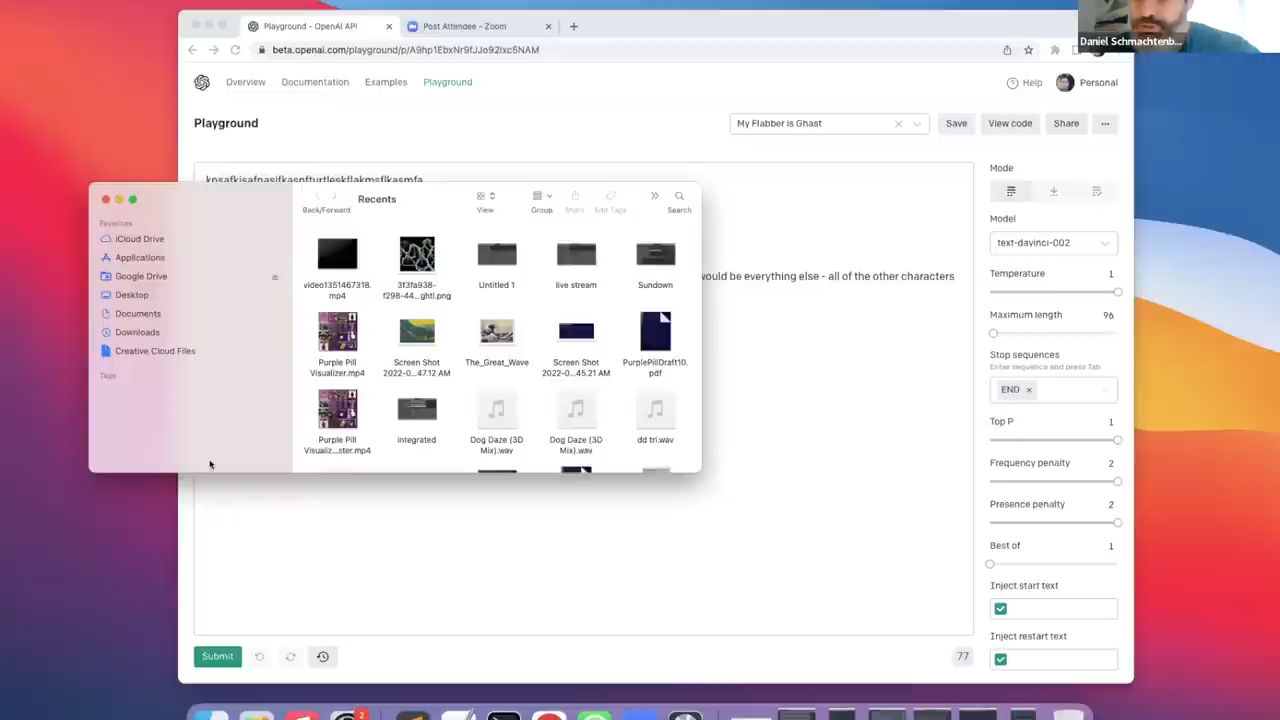 Playground - OpenAI API
Post Attendee - Zoom
beta.openai.com/playground/p/A9hp1EbxNr9fJJo92lxc5NAM
Daniel Schmachtenb...
Overview
Documentation
Examples
Playground
Help
Personal
Playground
My Flabber is Ghast
Save
View code
Share
...
would be everything else - all of the other characters
Recents
Back/Forward
View
Group
Share
Edit Tags
Search
Favorites
iCloud Drive
Applications
Google Drive
Desktop
Documents
Downloads
Creative Cloud Files
Tags
video1351467318.
mp4
3f3fa938-
f298-44...ghtl.png
Untitled 1
live stream
Sundown
Purple Pill
Visualizer.mp4
Screen Shot
2022-0...47.12 AM
The_Great_Wave
Screen Shot
2022-0...45.21 AM
PurplePillDraft10.
pdf
Purple Pill
Visualiz...ster.mp4
integrated
Dog Daze (3D
Mix).wav
Dog Daze (3D
Mix).wav
dd tri.wav
Mode
Model
text-davinci-002
Temperature
1
Maximum length
96
Stop sequences
Enter sequence and press Tab
END
Top P
1
Frequency penalty
2
Presence penalty
2
Best of
1
Inject start text
Inject restart text
Submit
77
2